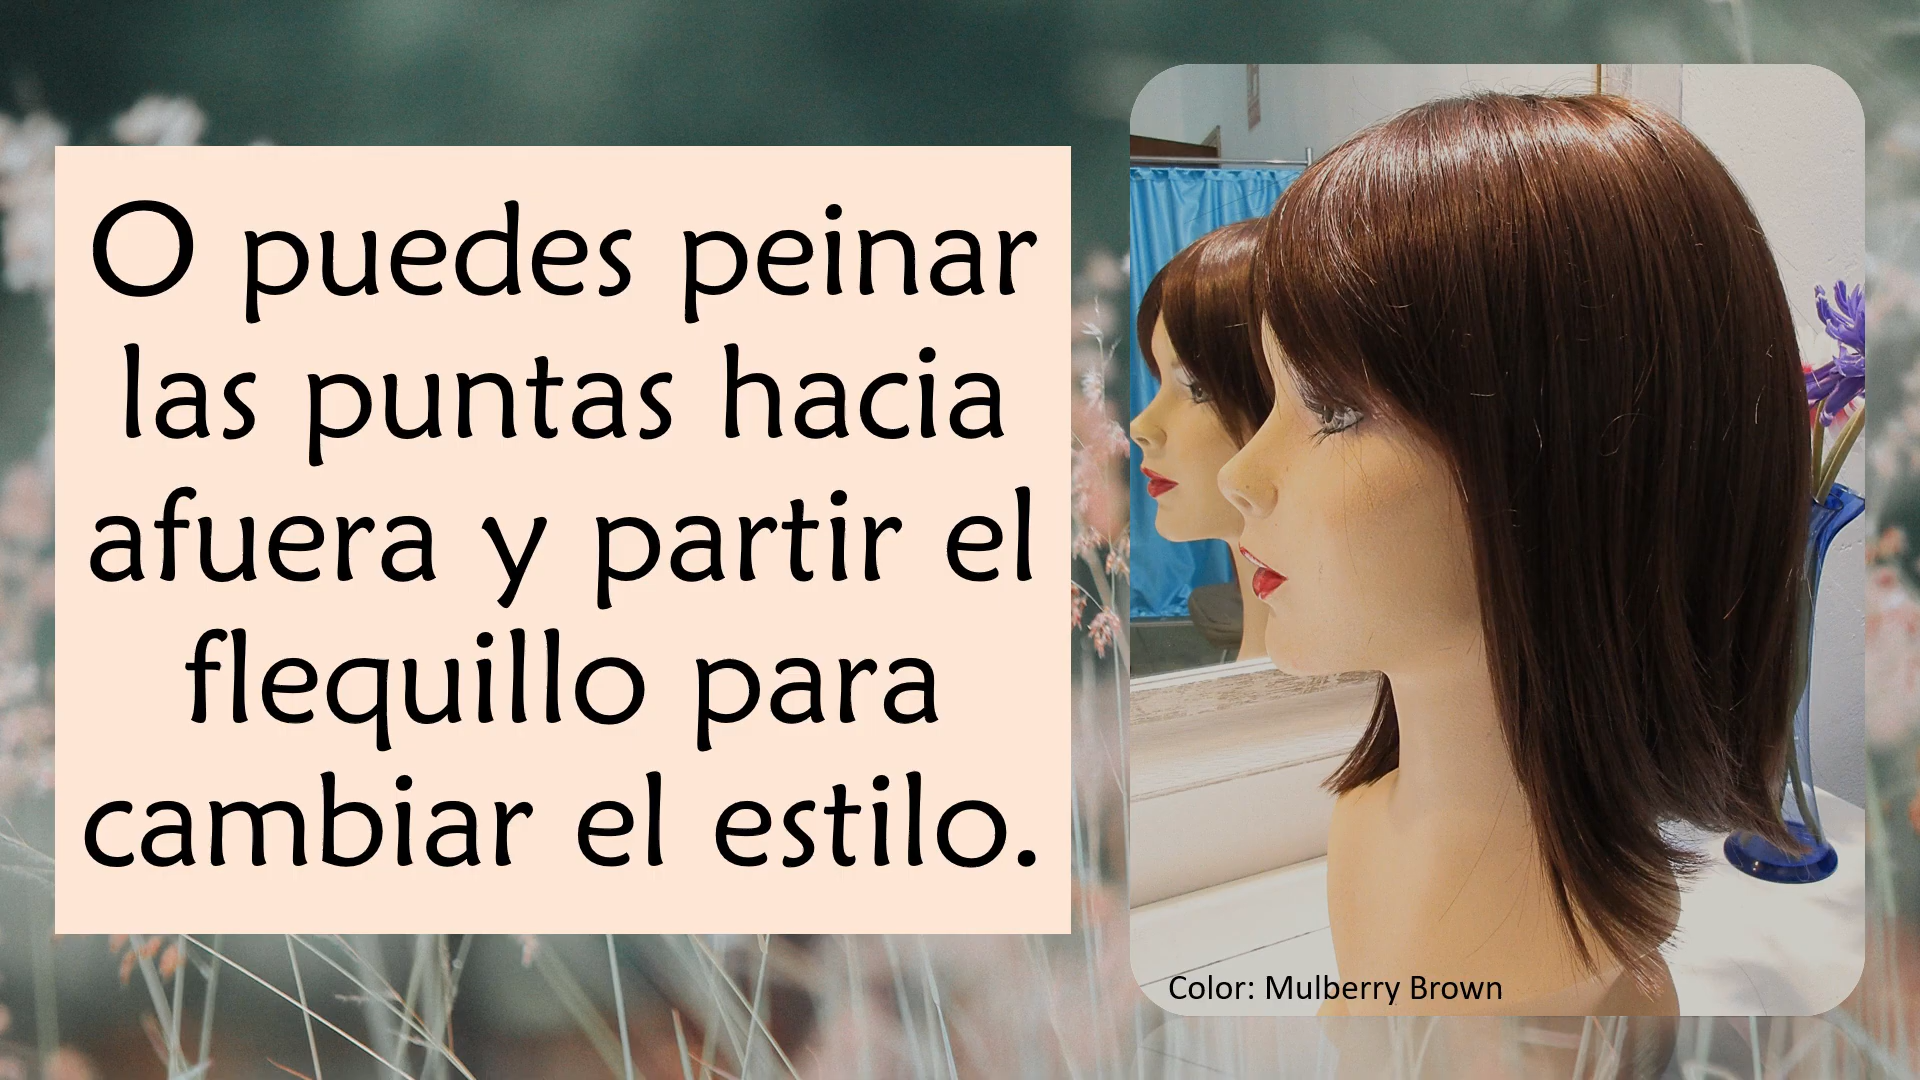 O puedes peinar
las puntas hacia
afuera y partir el
flequillo para
cambiar el estilo.
Color: Mulberry Brown